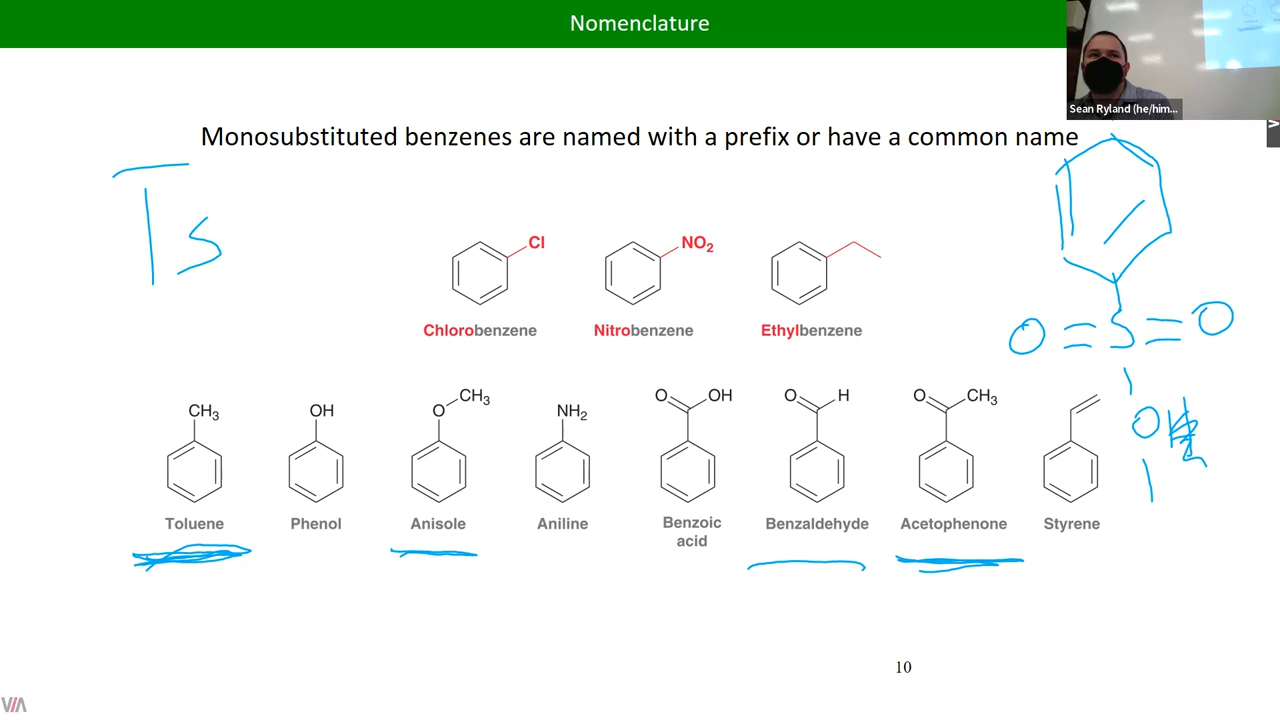 Nomenclature
Sean Ryland (he/him...
Monosubstituted benzenes are named with a prefix or have a common name
Ts
Cl
NO2
Chlorobenzene
Nitrobenzene
Ethylbenzene
O=S=O
O
CH3
OH
O CH3
NH2
O OH
O H
O CH3
Toluene
Phenol
Anisole
Aniline
Benzoic
acid
Benzaldehyde
Acetophenone
Styrene
10
VIA